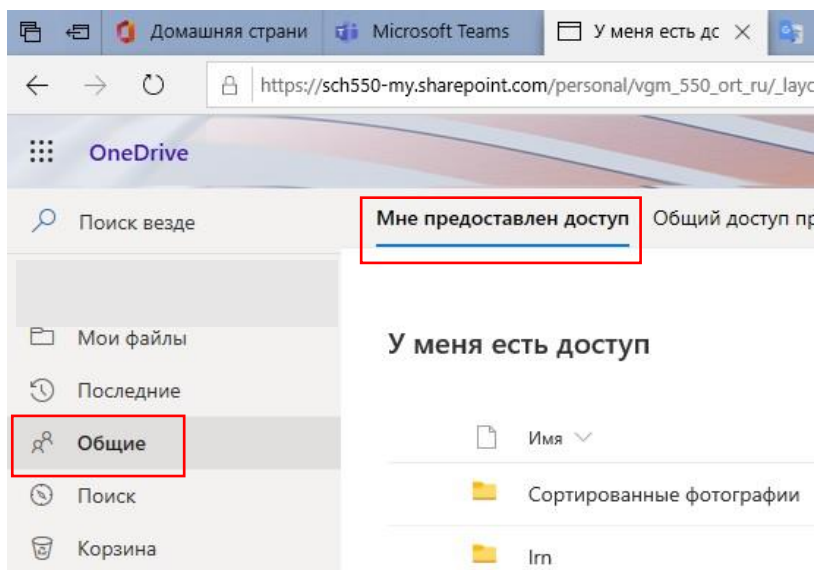 Домашняя страни
Microsoft Teams
У меня есть дс
https://sch550-my.sharepoint.com/personal/vgm_550_ort_ru/_layo
OneDrive
Поиск везде
Мне предоставлен доступ
Общий доступ пр
Мои файлы
У меня есть доступ
Последние
Общие
Имя
Поиск
Сортированные фотографии
Корзина
Irn